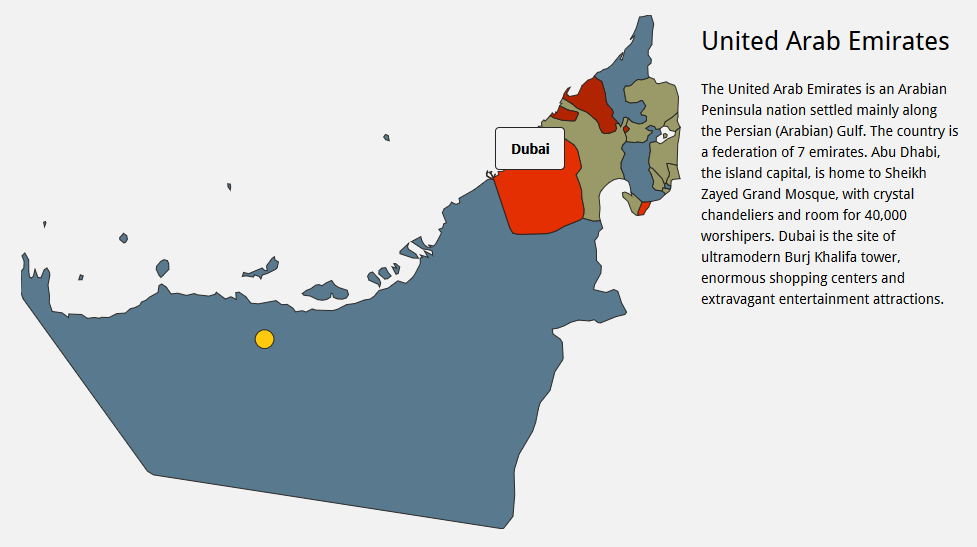 United Arab Emirates
The United Arab Emirates is an Arabian
Peninsula nation settled mainly along
the Persian (Arabian) Gulf. The country is
a federation of 7 emirates. Abu Dhabi,
the island capital, is home to Sheikh
Zayed Grand Mosque, with crystal
chandeliers and room for 40,000
worshipers. Dubai is the site of
ultramodern Burj Khalifa tower,
enormous shopping centers and
extravagant entertainment attractions.
Dubai